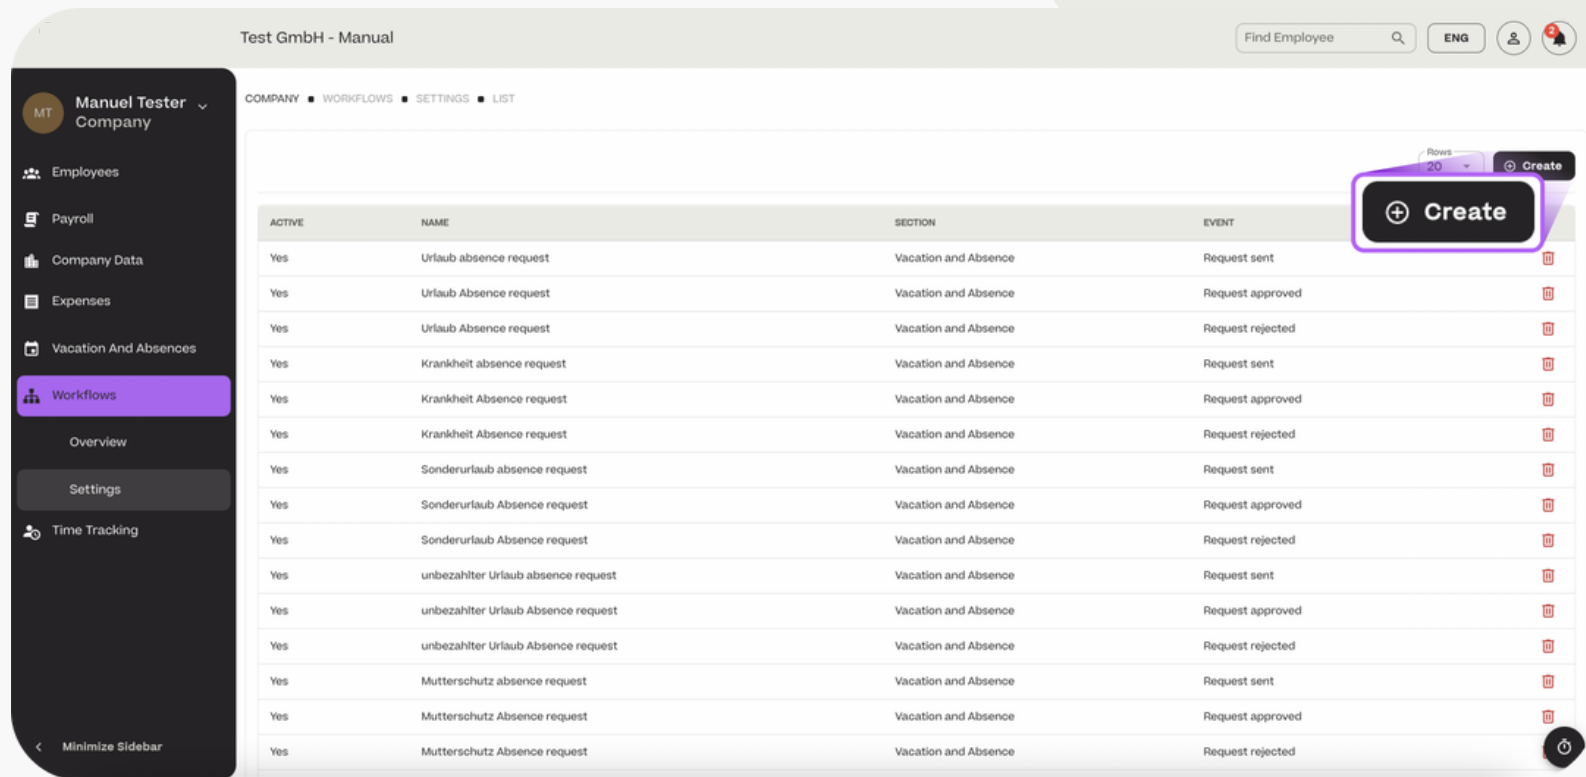 Test GmbH - Manual
Find Employee
ENG
2
MT
Manuel Tester
Company
Employees
Payroll
Company Data
Expenses
Vacation And Absences
Workflows
Overview
Settings
Time Tracking
Minimize Sidebar
COMPANY ■ WORKFLOWS ■ SETTINGS ■ LIST
Rows
20
Create
Create
ACTIVE NAME SECTION EVENT
Yes Urlaub absence request Vacation and Absence Request sent
Yes Urlaub Absence request Vacation and Absence Request approved
Yes Urlaub Absence request Vacation and Absence Request rejected
Yes Krankheit absence request Vacation and Absence Request sent
Yes Krankheit Absence request Vacation and Absence Request approved
Yes Krankheit Absence request Vacation and Absence Request rejected
Yes Sonderurlaub absence request Vacation and Absence Request sent
Yes Sonderurlaub Absence request Vacation and Absence Request approved
Yes Sonderurlaub Absence request Vacation and Absence Request rejected
Yes unbezahlter Urlaub absence request Vacation and Absence Request sent
Yes unbezahlter Urlaub Absence request Vacation and Absence Request approved
Yes unbezahlter Urlaub Absence request Vacation and Absence Request rejected
Yes Mutterschutz absence request Vacation and Absence Request sent
Yes Mutterschutz Absence request Vacation and Absence Request approved
Yes Mutterschutz Absence request Vacation and Absence Request rejected